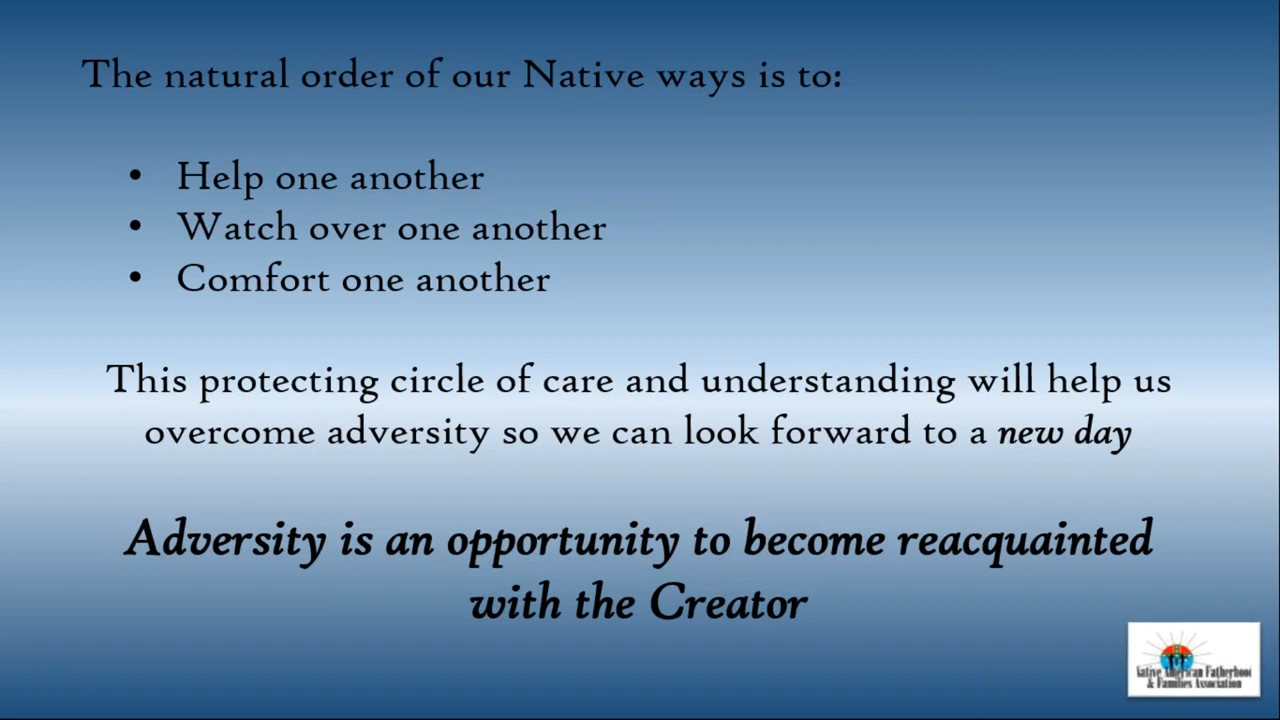 The natural order of our Native ways is to:
• Help one another
• Watch over one another
• Comfort one another
This protecting circle of care and understanding will help us
overcome adversity so we can look forward to a new day
Adversity is an opportunity to become reacquainted
with the Creator
Native American Fatherhood
& Families Association